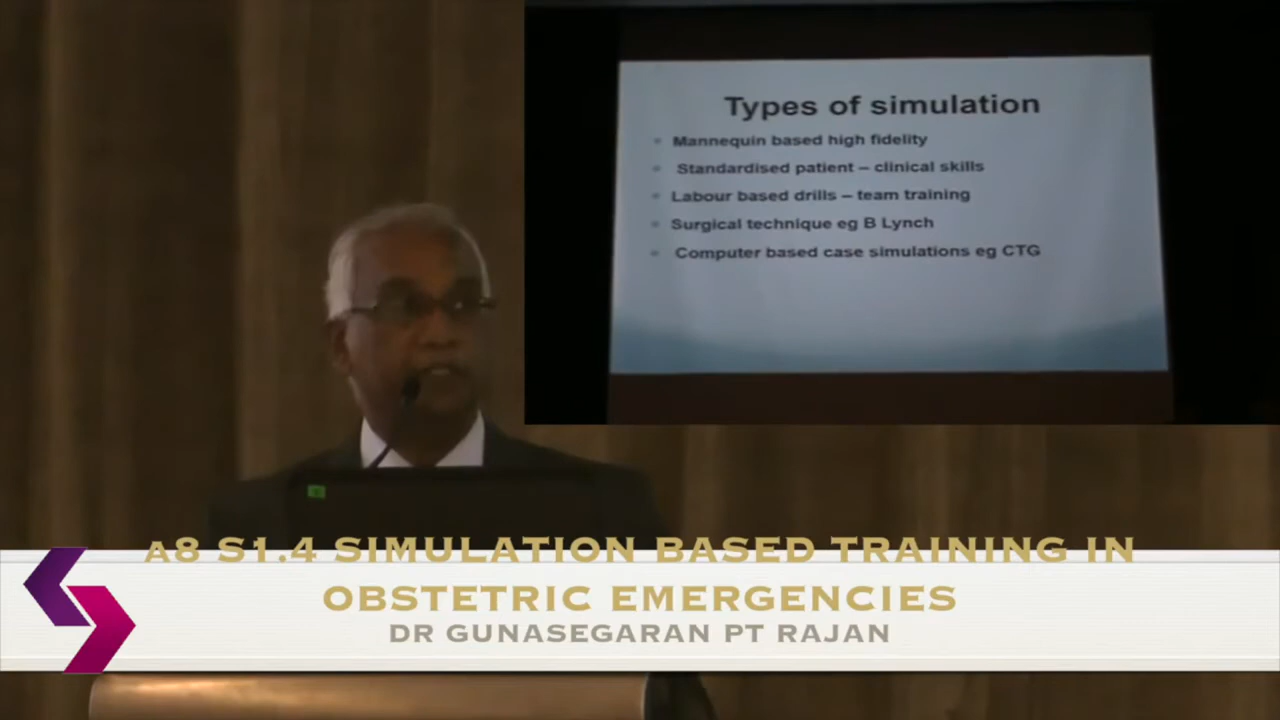 Types of simulation
Mannequin based high fidelity
Standardised patient – clinical skills
Labour based drills – team training
Surgical technique eg B Lynch
Computer based case simulations eg CTG
A8 S1.4 SIMULATION BASED TRAINING IN
OBSTETRIC EMERGENCIES
DR GUNASEGARAN PT RAJAN